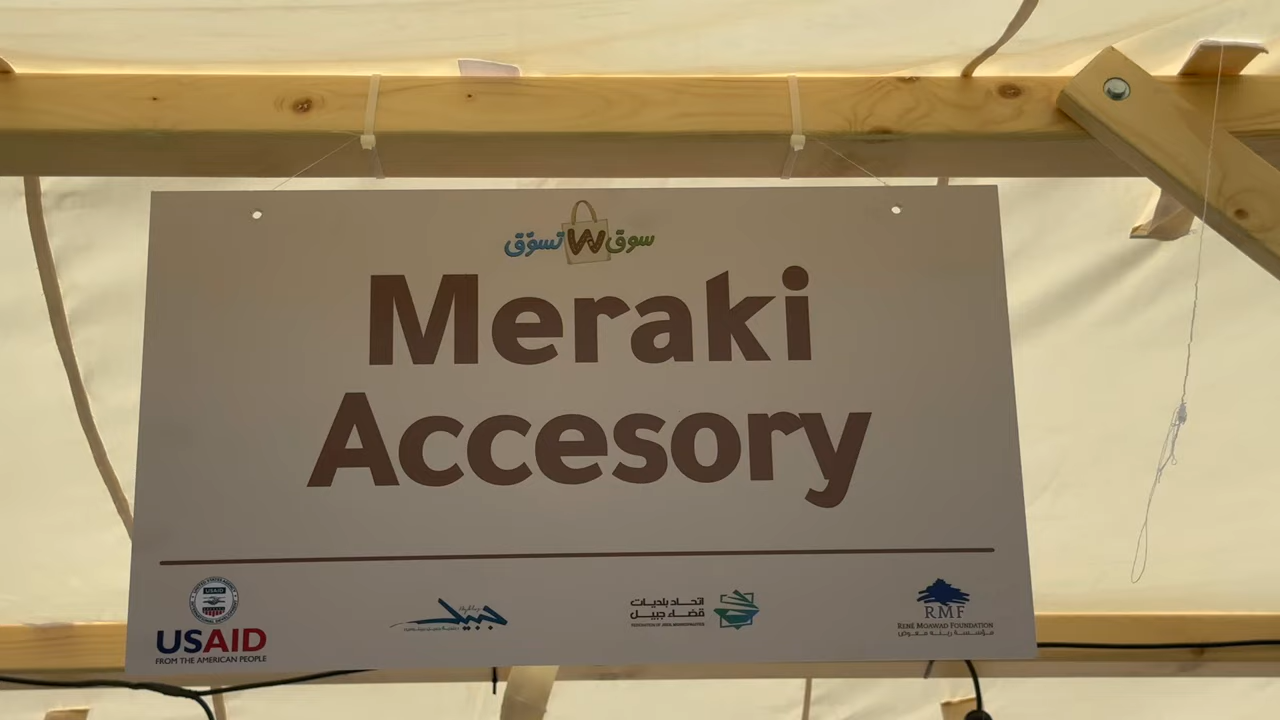 سوق W تسوّق
Meraki
Accesory
USAID
FROM THE AMERICAN PEOPLE
جبيل
اتحاد بلديات
قضاء جبيل
RMF
RENÉ MOAWAD FOUNDATION
مؤسسة رينه معوض